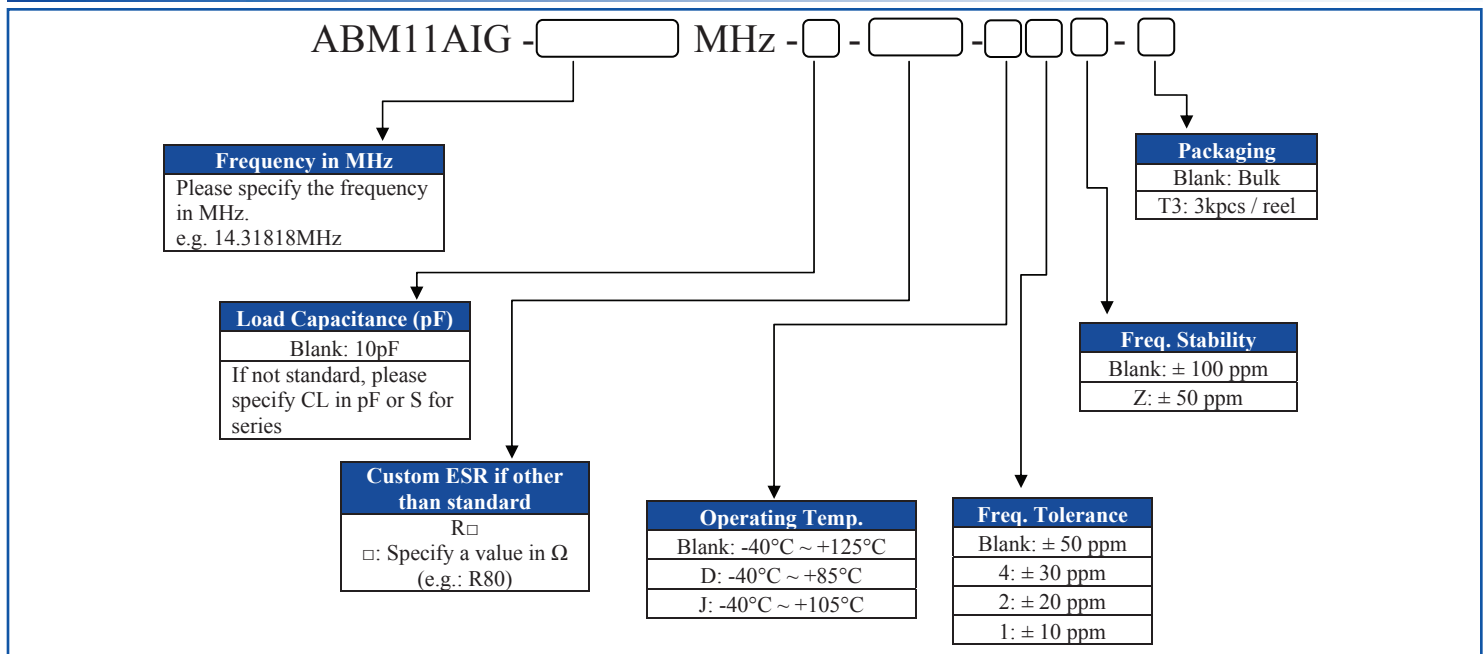 ABM11AIG - MHz - - - -
Frequency in MHz
Please specify the frequency
in MHz.
e.g. 14.31818MHz
Packaging
Blank: Bulk
T3: 3kpcs / reel
Load Capacitance (pF)
Blank: 10pF
If not standard, please
specify CL in pF or S for
series
Freq. Stability
Blank: ± 100 ppm
Z: ± 50 ppm
Custom ESR if other
than standard
R□
□: Specify a value in Ω
(e.g.: R80)
Operating Temp.
Blank: -40°C ~ +125°C
D: -40°C ~ +85°C
J: -40°C ~ +105°C
Freq. Tolerance
Blank: ± 50 ppm
4: ± 30 ppm
2: ± 20 ppm
1: ± 10 ppm